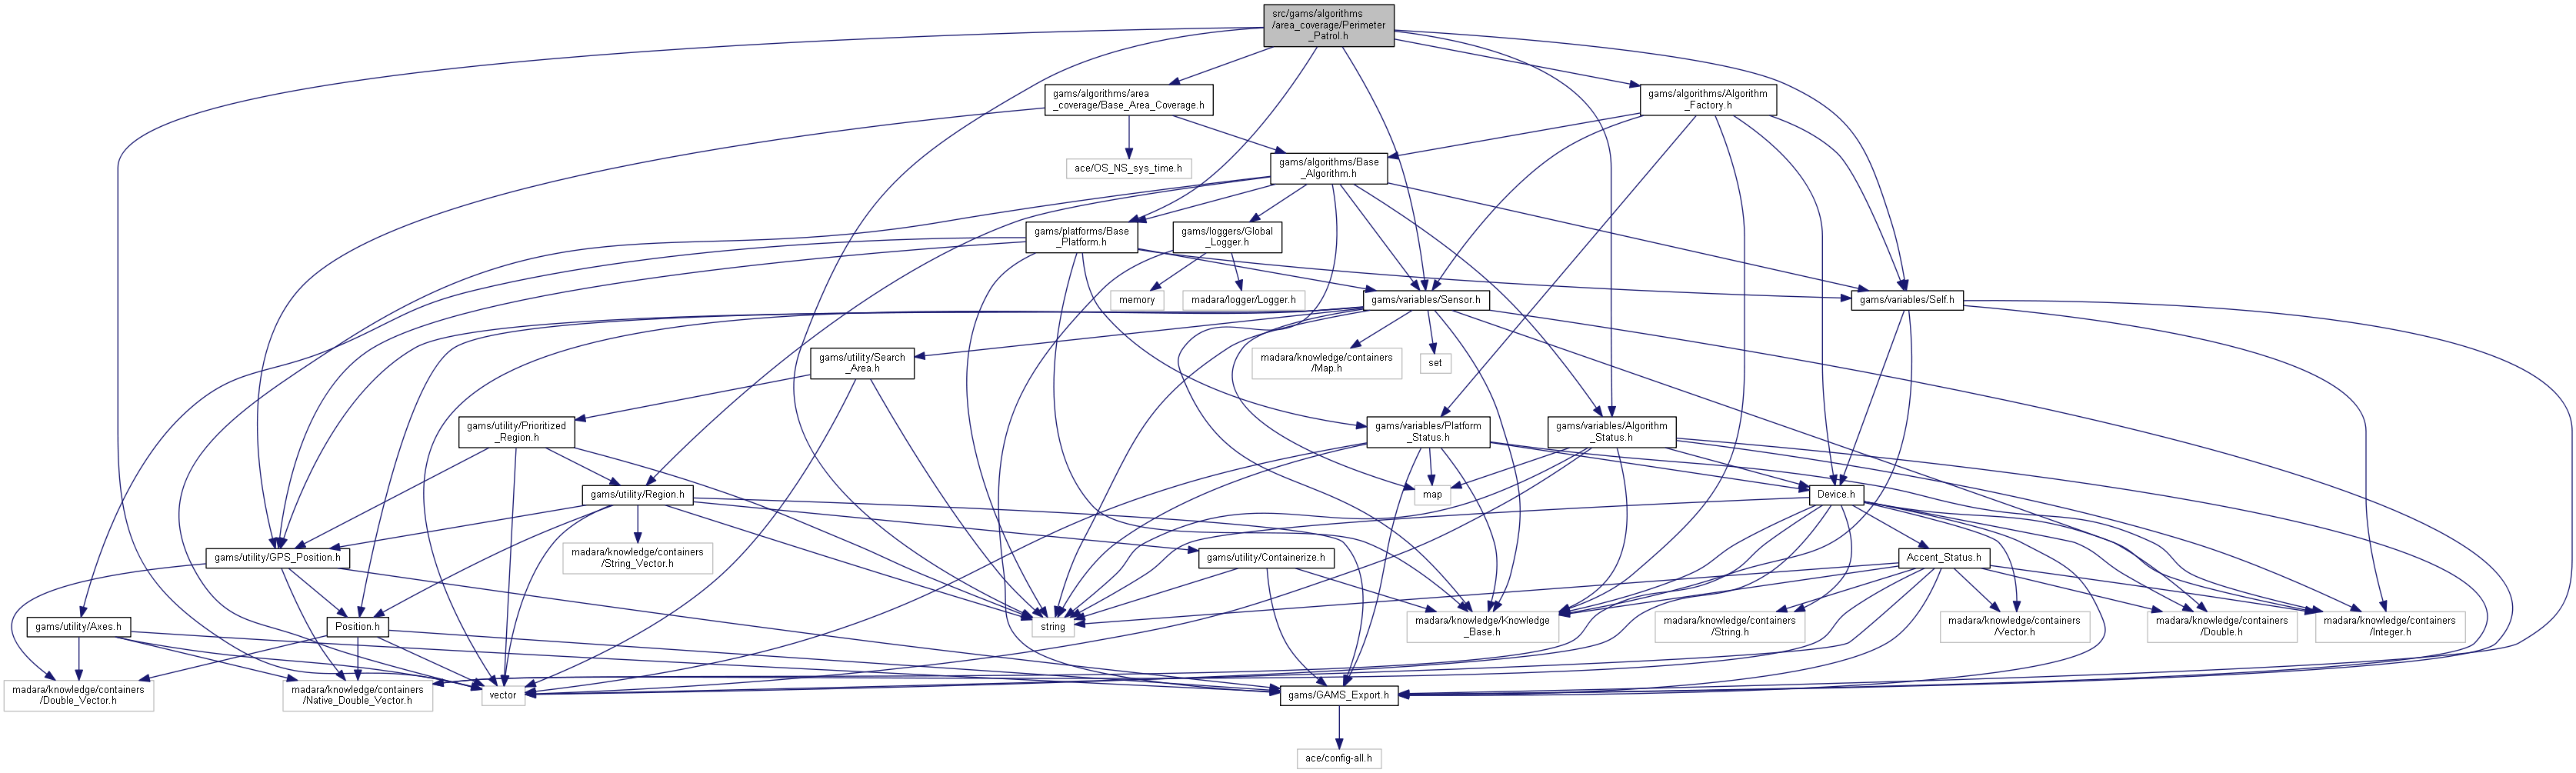 src/gams/algorithms
/area_coverage/Perimeter
_Patrol.h
gams/algorithms/area
_coverage/Base_Area_Coverage.h
gams/algorithms/Algorithm
_Factory.h
ace/OS_NS_sys_time.h
gams/algorithms/Base
_Algorithm.h
gams/platforms/Base
_Platform.h
gams/loggers/Global
_Logger.h
memory
madara/logger/Logger.h
gams/variables/Sensor.h
gams/variables/Self.h
gams/utility/Search
_Area.h
madara/knowledge/containers
/Map.h
set
gams/utility/Prioritized
_Region.h
gams/variables/Platform
_Status.h
gams/variables/Algorithm
_Status.h
gams/utility/Region.h
map
Device.h
gams/utility/GPS_Position.h
madara/knowledge/containers
/String_Vector.h
gams/utility/Containerize.h
Accent_Status.h
gams/utility/Axes.h
Position.h
string
madara/knowledge/Knowledge
_Base.h
madara/knowledge/containers
/String.h
madara/knowledge/containers
/Vector.h
madara/knowledge/containers
/Double.h
madara/knowledge/containers
/Integer.h
madara/knowledge/containers
/Double_Vector.h
madara/knowledge/containers
/Native_Double_Vector.h
vector
gams/GAMS_Export.h
ace/config-all.h